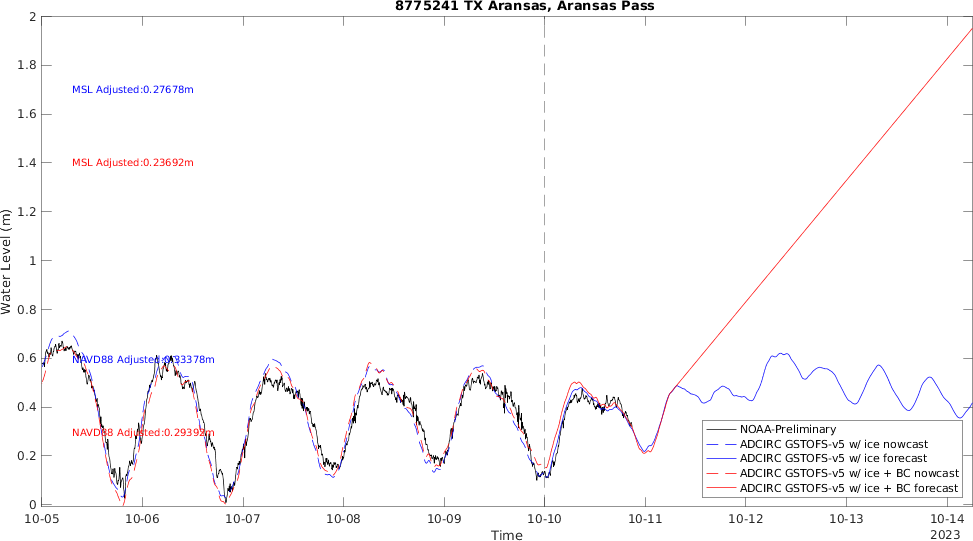 8775241 TX Aransas, Aransas Pass
Water Level (m)
2
1.8
1.6
1.4
1.2
1
0.8
0.6
0.4
0.2
0
MSL Adjusted:0.27678m
MSL Adjusted:0.23692m
NAVD88 Adjusted:0.33378m
NAVD88 Adjusted:0.29392m
NOAA-Preliminary
ADCIRC GSTOFS-v5 w/ ice nowcast
ADCIRC GSTOFS-v5 w/ ice forecast
ADCIRC GSTOFS-v5 w/ ice + BC nowcast
ADCIRC GSTOFS-v5 w/ ice + BC forecast
10-05 10-06 10-07 10-08 10-09 10-10 10-11 10-12 10-13 10-14
2023
Time